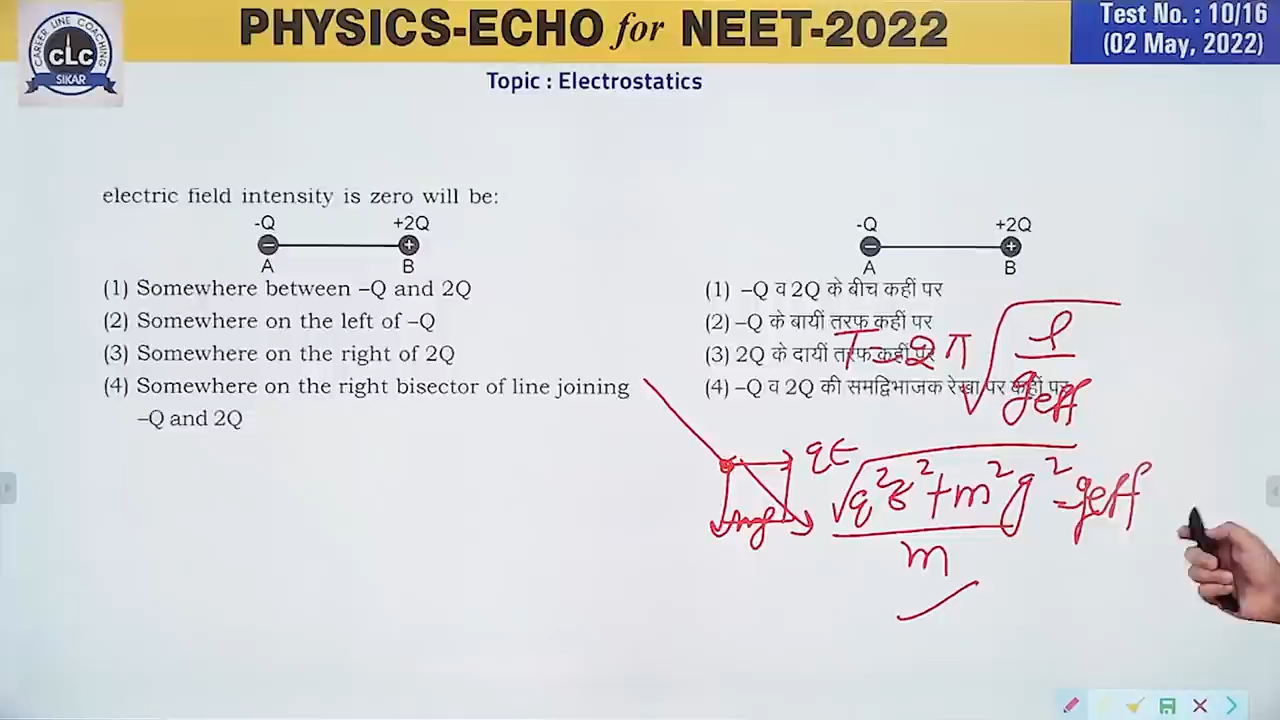 CAREER LINE COACHING
CLC
SIKAR
PHYSICS-ECHO for NEET-2022
Test No. : 10/16
(02 May, 2022)
Topic : Electrostatics
electric field intensity is zero will be:
-Q +2Q
A B
(1) Somewhere between –Q and 2Q
(2) Somewhere on the left of –Q
(3) Somewhere on the right of 2Q
(4) Somewhere on the right bisector of line joining
–Q and 2Q
-Q +2Q
A B
(1) –Q व 2Q के बीच कहीं पर
(2) –Q के बायीं तरफ कहीं पर
(3) 2Q के दायीं तरफ कहीं पर
(4) –Q व 2Q की समद्विभाजक रेखा पर कहीं पर
T = 2π √(l / geff)
qE
mg
√(q²E² + m²g²) / m = geff